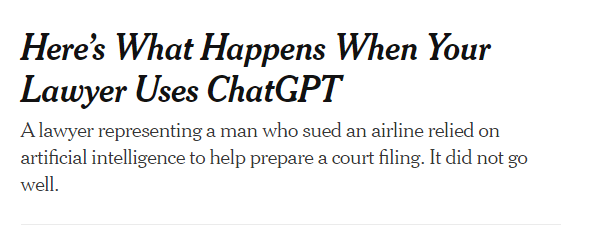 Here’s What Happens When Your
Lawyer Uses ChatGPT
A lawyer representing a man who sued an airline relied on
artificial intelligence to help prepare a court filing. It did not go
well.